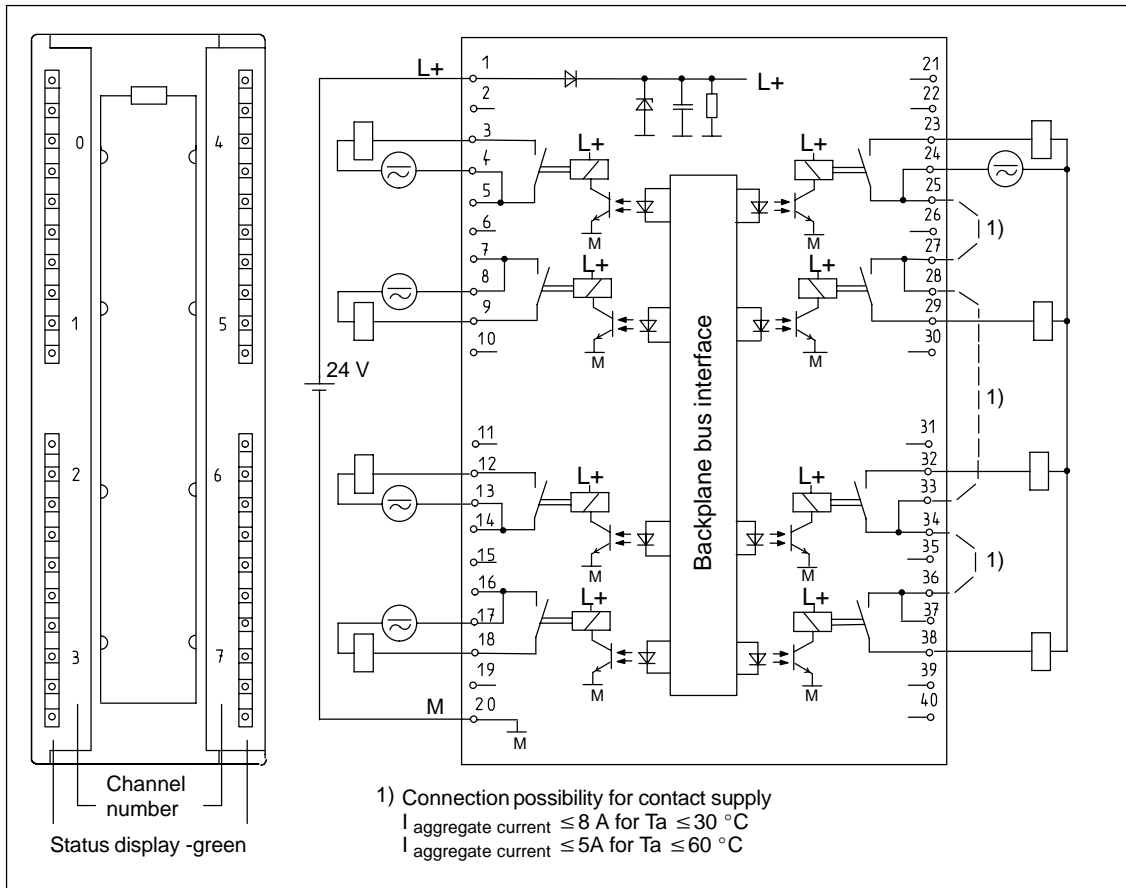 0
1
2
3
4
5
6
7
Channel
number
Status display -green
L+
24 V
M
1
2
3
4
5
6
7
8
9
10
11
12
13
14
15
16
17
18
19
20
M
L+
L+
M
L+
M
L+
M
L+
M
Backplane bus interface
L+
M
L+
M
L+
M
L+
M
21
22
23
24
25
26
27
28
29
30
31
32
33
34
35
36
37
38
39
40
1)
1)
1)
1) Connection possibility for contact supply
I aggregate current ≤8 A for Ta ≤30 °C
I aggregate current ≤5A for Ta ≤60 °C